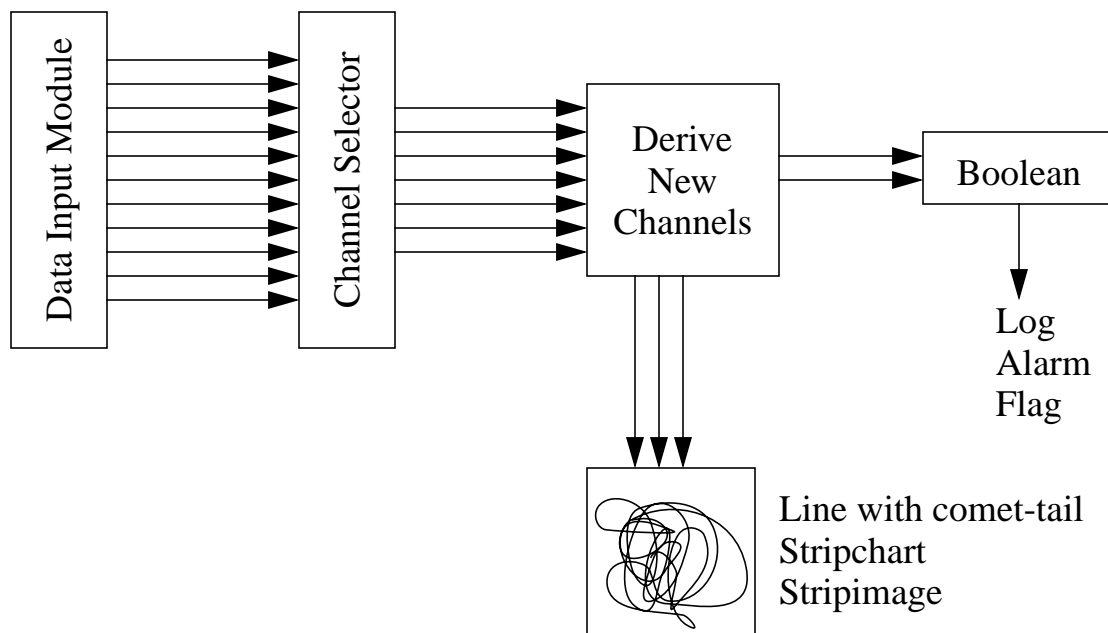 Data Input Module
Channel Selector
Derive
New
Channels
Boolean
Log
Alarm
Flag
Line with comet-tail
Stripchart
Stripimage